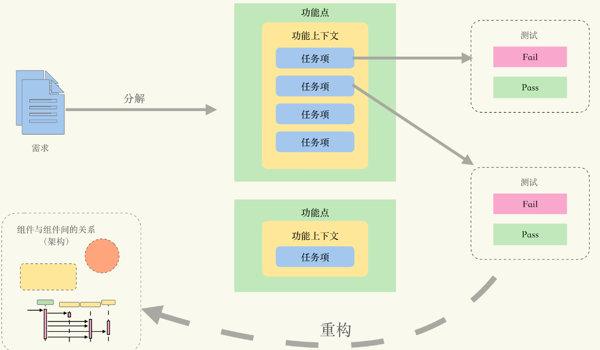 功能点
功能上下文
任务项
任务项
任务项
任务项
测试
Fail
Pass
分解
需求
测试
Fail
Pass
功能点
功能上下文
任务项
组件与组件间的关系
（架构）
重构